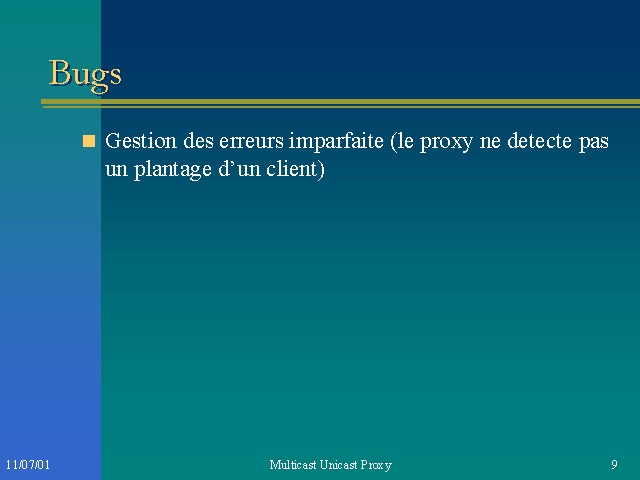 Bugs
Gestion des erreurs imparfaite (le proxy ne detecte pas
un plantage d’un client)
11/07/01
Multicast Unicast Proxy
9